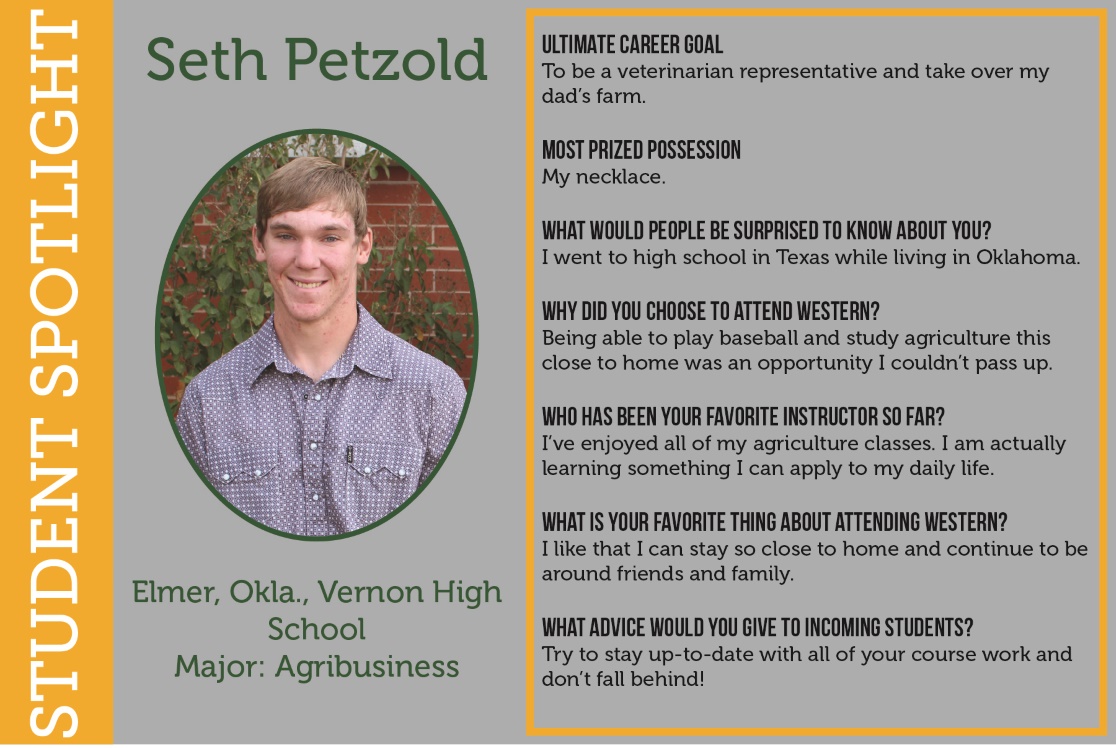 STUDENT SPOTLIGHT
Seth Petzold
Elmer, Okla., Vernon High
School
Major: Agribusiness
ULTIMATE CAREER GOAL
To be a veterinarian representative and take over my
dad's farm.
MOST PRIZED POSSESSION
My necklace.
WHAT WOULD PEOPLE BE SURPRISED TO KNOW ABOUT YOU?
I went to high school in Texas while living in Oklahoma.
WHY DID YOU CHOOSE TO ATTEND WESTERN?
Being able to play baseball and study agriculture this
close to home was an opportunity I couldn't pass up.
WHO HAS BEEN YOUR FAVORITE INSTRUCTOR SO FAR?
I've enjoyed all of my agriculture classes. I am actually
learning something I can apply to my daily life.
WHAT IS YOUR FAVORITE THING ABOUT ATTENDING WESTERN?
I like that I can stay so close to home and continue to be
around friends and family.
WHAT ADVICE WOULD YOU GIVE TO INCOMING STUDENTS?
Try to stay up-to-date with all of your course work and
don't fall behind!